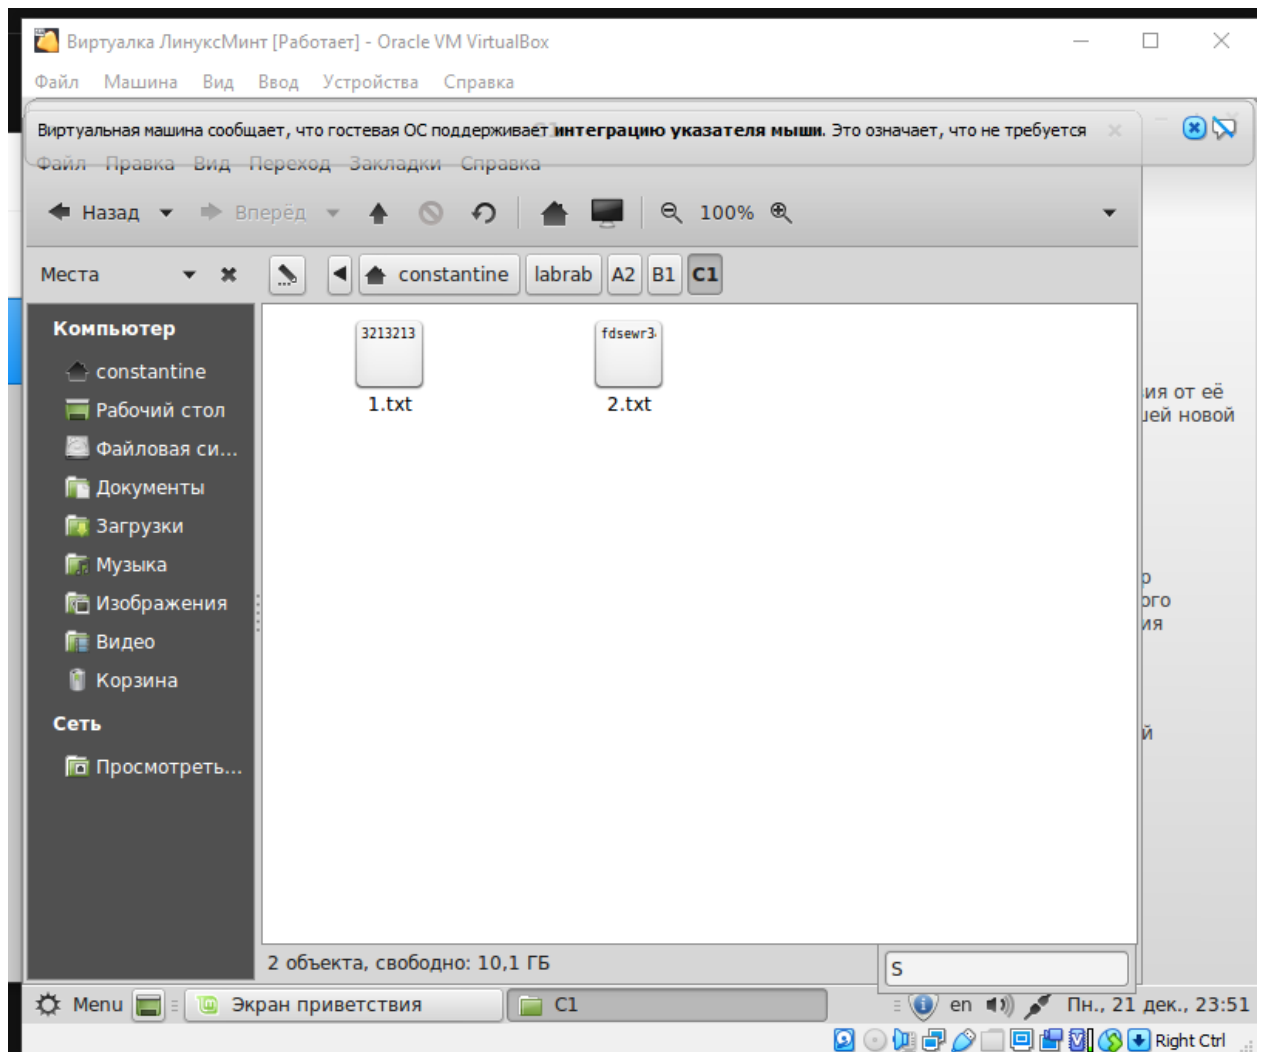 Виртуалка ЛинуксМинт [Работает] - Oracle VM VirtualBox
Файл Машина Вид Ввод Устройства Справка
Виртуальная машина сообщает, что гостевая ОС поддерживает интеграцию указателя мыши. Это означает, что не требуется
Файл Правка Вид Переход Закладки Справка
Назад Вперёд 100%
Места constantine labrab A2 B1 C1
Компьютер
constantine
Рабочий стол
Файловая си...
Документы
Загрузки
Музыка
Изображения
Видео
Корзина
Сеть
Просмотреть...
3213213
1.txt
fdsewr3
2.txt
ия от её
ей новой
ого
ия
й
2 объекта, свободно: 10,1 ГБ
S
Menu Экран приветствия C1 en Пн., 21 дек., 23:51
Right Ctrl